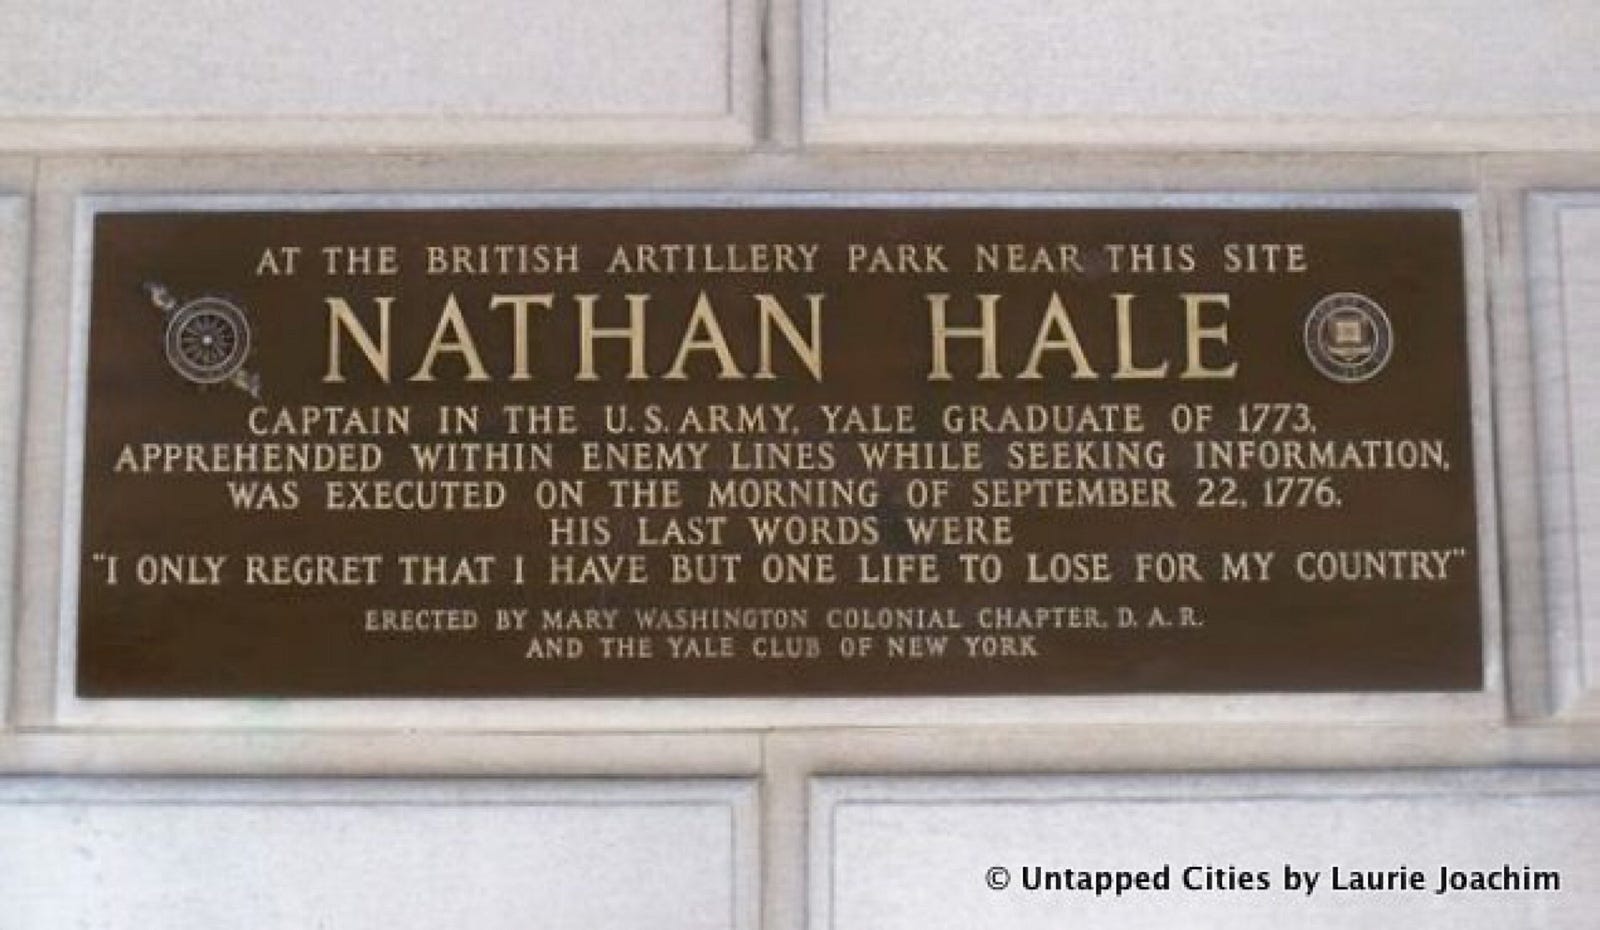 AT THE BRITISH ARTILLERY PARK NEAR THIS SITE
NATHAN HALE
CAPTAIN IN THE U.S. ARMY, YALE GRADUATE OF 1773,
APPREHENDED WITHIN ENEMY LINES WHILE SEEKING INFORMATION,
WAS EXECUTED ON THE MORNING OF SEPTEMBER 22, 1776.
HIS LAST WORDS WERE
"I ONLY REGRET THAT I HAVE BUT ONE LIFE TO LOSE FOR MY COUNTRY"
ERECTED BY MARY WASHINGTON COLONIAL CHAPTER, D. A. R.
AND THE YALE CLUB OF NEW YORK
© Untapped Cities by Laurie Joachim